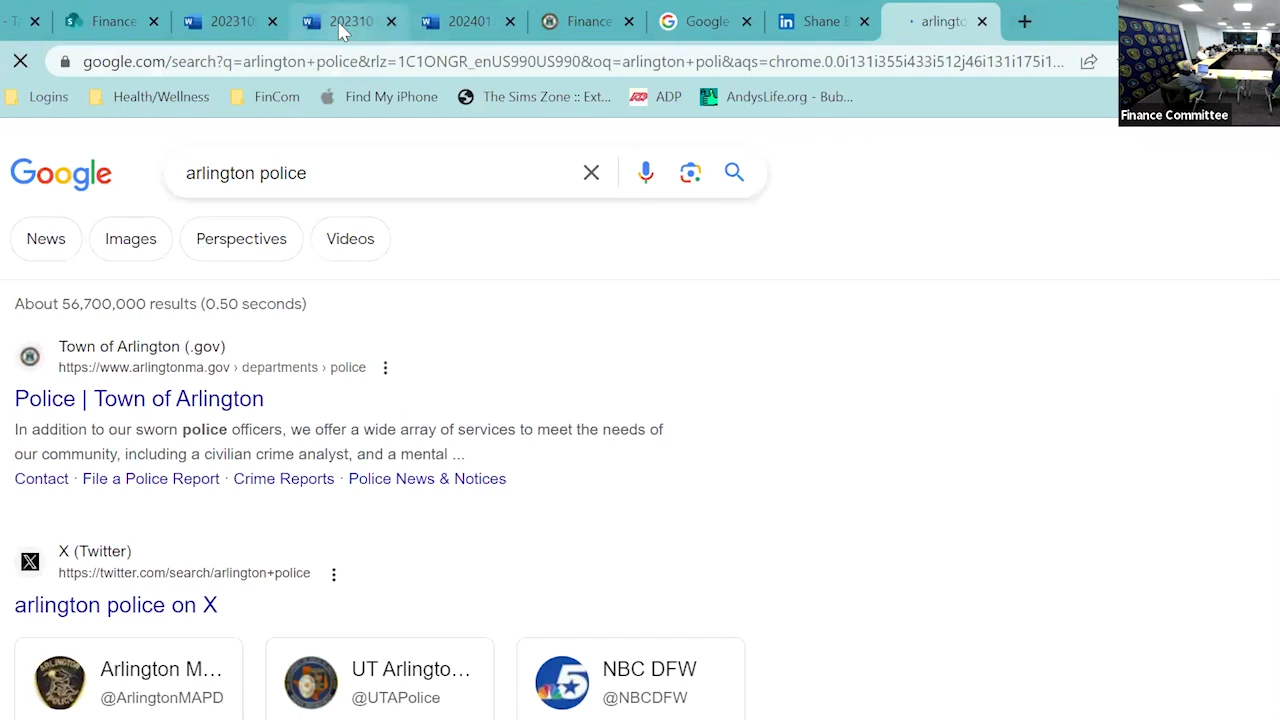 - Ta
Finance
202310
202310
202401
Finance
Google
Shane B
arlingto
google.com/search?q=arlington+police&rlz=1C1ONGR_enUS990US990&oq=arlington+poli&aqs=chrome.0.0i131i355i433i512j46i131i175i1...
Logins
Health/Wellness
FinCom
Find My iPhone
The Sims Zone :: Ext...
ADP
AndysLife.org - Bub...
Finance Committee
Google
arlington police
News
Images
Perspectives
Videos
About 56,700,000 results (0.50 seconds)
Town of Arlington (.gov)
https://www.arlingtonma.gov › departments › police
Police | Town of Arlington
In addition to our sworn police officers, we offer a wide array of services to meet the needs of
our community, including a civilian crime analyst, and a mental ...
Contact · File a Police Report · Crime Reports · Police News & Notices
X (Twitter)
https://twitter.com/search/arlington+police
arlington police on X
Arlington M...
@ArlingtonMAPD
UT Arlingto...
@UTAPolice
NBC DFW
@NBCDFW